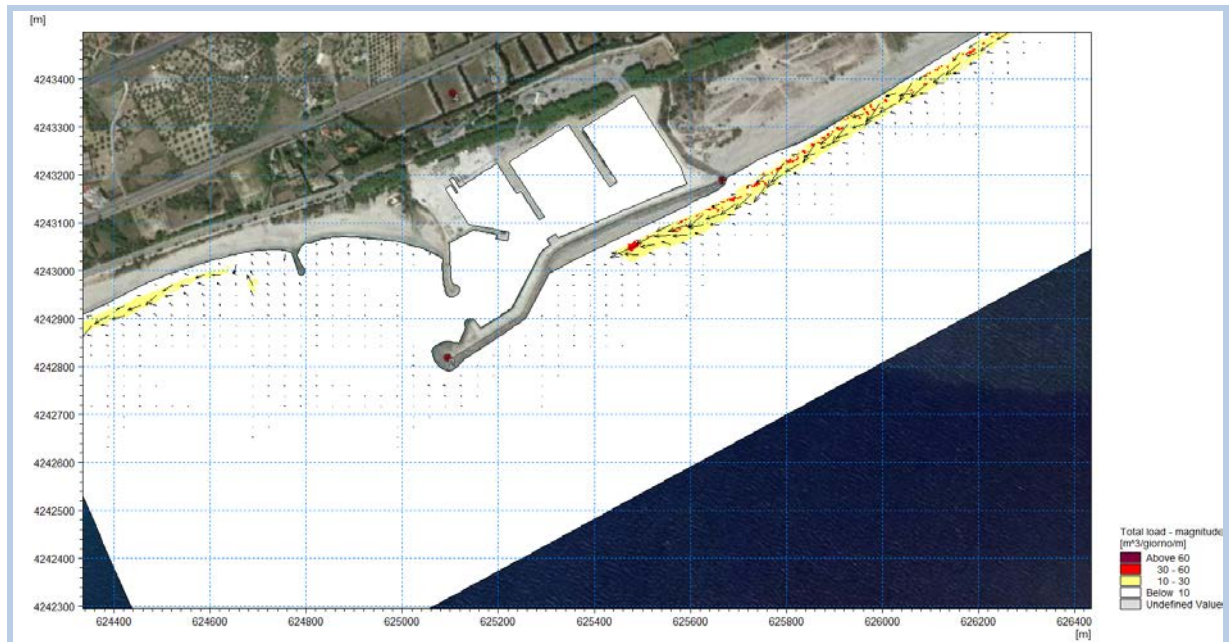 [m]
4243400
4243300
4243200
4243100
4243000
4242900
4242800
4242700
4242600
4242500
4242400
4242300
624400 624600 624800 625000 625200 625400 625600 625800 626000 626200 626400
[m]
Total load - magnitude
[m^3/giorno/m]
Above 60
30 - 60
10 - 30
Below 10
Undefined Value